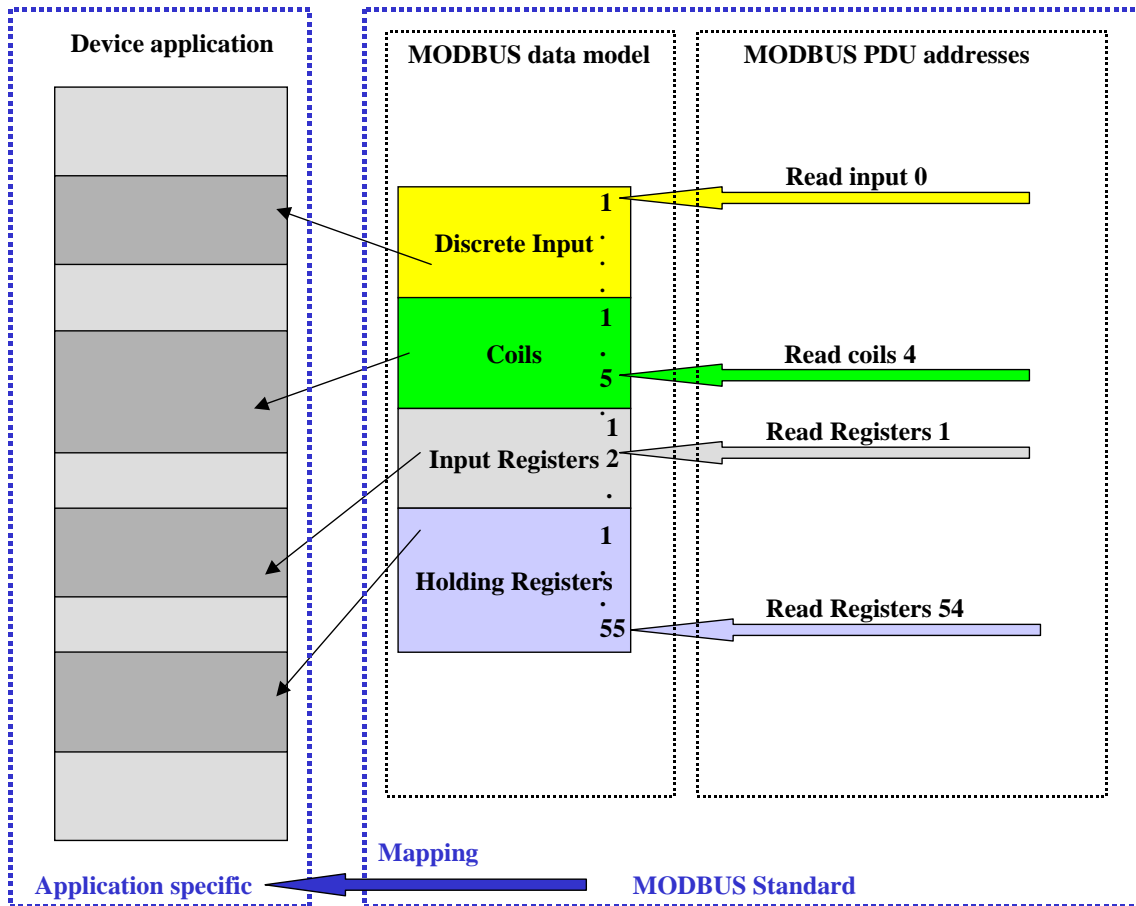 Device application
MODBUS data model
MODBUS PDU addresses
Read input 0
1
.
Discrete Input
.
.
1
Coils
.
Read coils 4
5
.
1
Read Registers 1
Input Registers 2
.
1
.
Holding Registers
.
Read Registers 54
55
Mapping
Application specific
MODBUS Standard